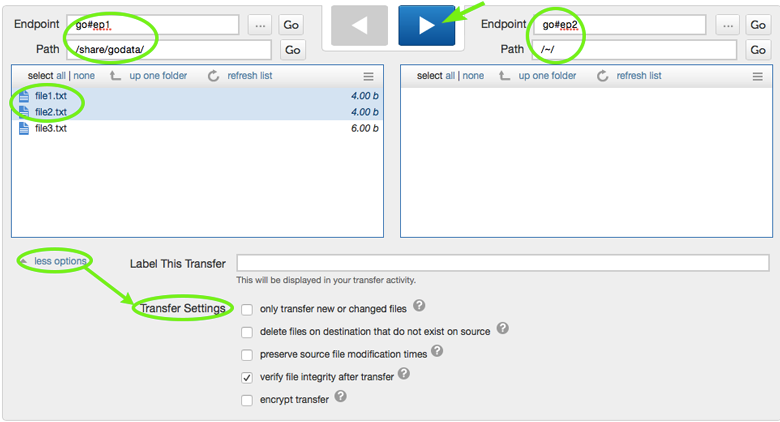 Endpoint go#ep1 ... Go
Path /share/godata/ Go
Endpoint go#ep2 ... Go
Path /~/ Go
select all | none up one folder refresh list
file1.txt 4.00 b
file2.txt 4.00 b
file3.txt 6.00 b
select all | none up one folder refresh list
less options
Label This Transfer
This will be displayed in your transfer activity.
Transfer Settings
only transfer new or changed files ?
delete files on destination that do not exist on source ?
preserve source file modification times ?
verify file integrity after transfer ?
encrypt transfer ?